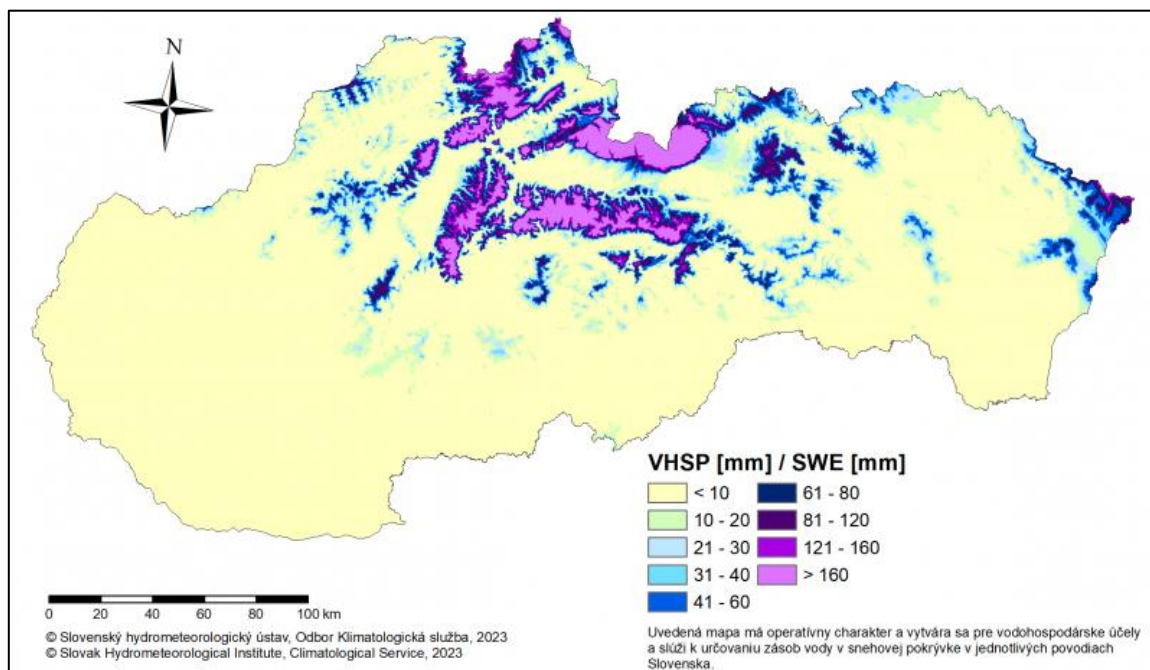 N
VHSP [mm] / SWE [mm]
< 10
10 - 20
21 - 30
31 - 40
41 - 60
61 - 80
81 - 120
121 - 160
> 160
0 20 40 60 80 100 km
© Slovenský hydrometeorologický ústav, Odbor Klimatologická služba, 2023
© Slovak Hydrometeorological Institute, Climatological Service, 2023
Uvedená mapa má operatívny charakter a vytvára sa pre vodohospodárske účely
a slúži k určovaniu zásob vody v snehovej pokrývke v jednotlivých povodiach
Slovenska.